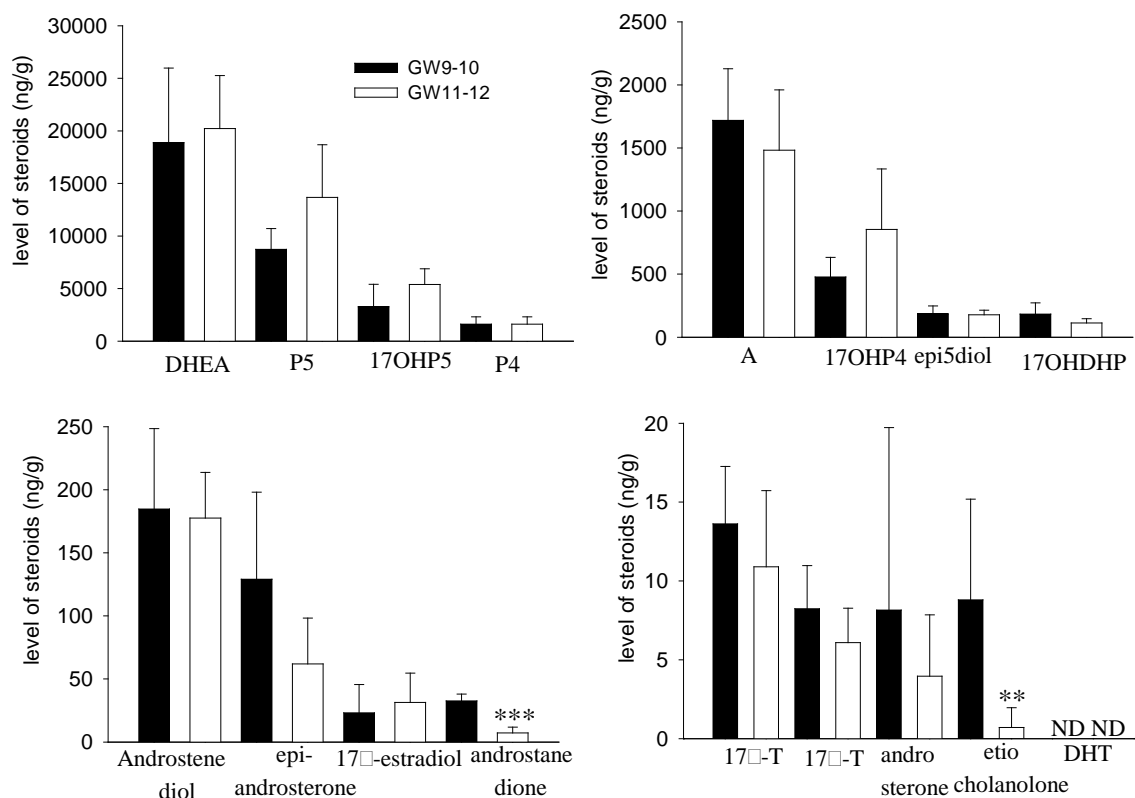 level of steroids (ng/g)
30000
25000
20000
15000
10000
5000
0
GW9-10
GW11-12
DHEA P5 17OHP5 P4
level of steroids (ng/g)
2500
2000
1500
1000
500
0
A 17OHP4 epi5diol 17OHDHP
level of steroids (ng/g)
250
200
150
100
50
0
***
Androstene epi- 17□-estradiol androstane
diol androsterone dione
level of steroids (ng/g)
20
15
10
5
0
**
ND ND
17□-T 17□-T andro etio DHT
sterone cholanolone